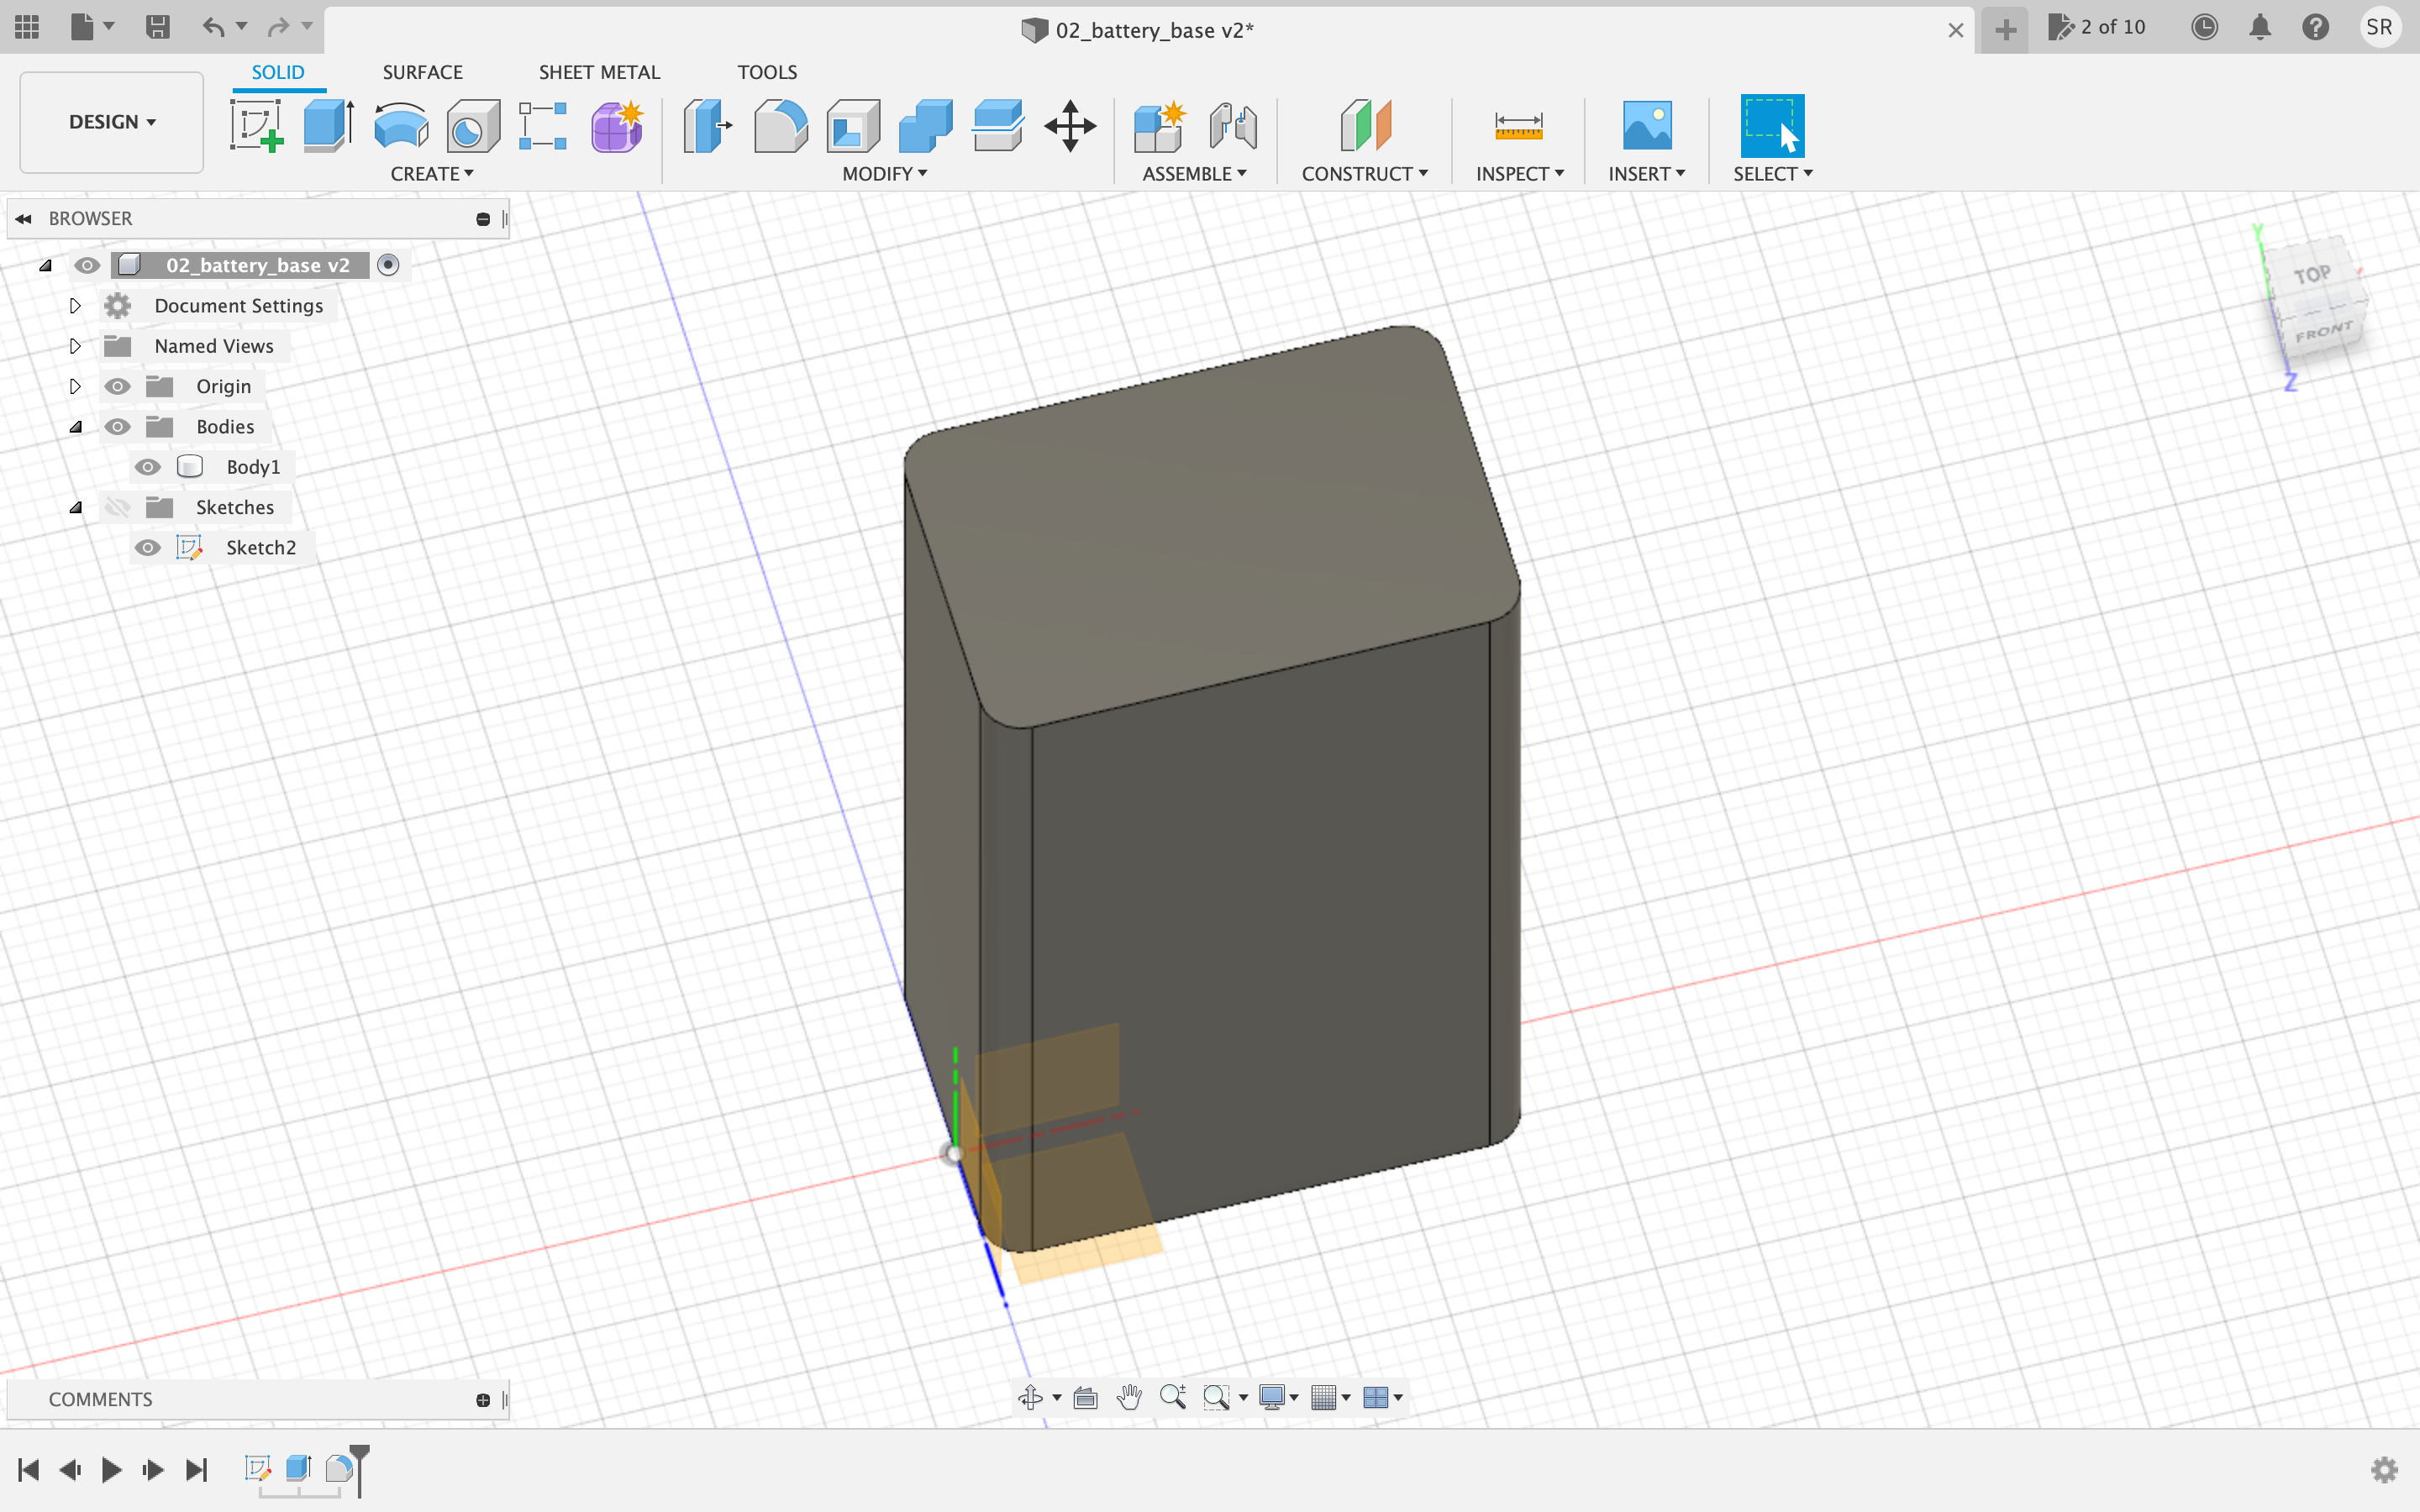 02_battery_base v2*
2 of 10
SR
DESIGN
SOLID
SURFACE
SHEET METAL
TOOLS
CREATE
MODIFY
ASSEMBLE
CONSTRUCT
INSPECT
INSERT
SELECT
BROWSER
02_battery_base v2
Document Settings
Named Views
Origin
Bodies
Body1
Sketches
Sketch2
Y
TOP
FRONT
Z
COMMENTS